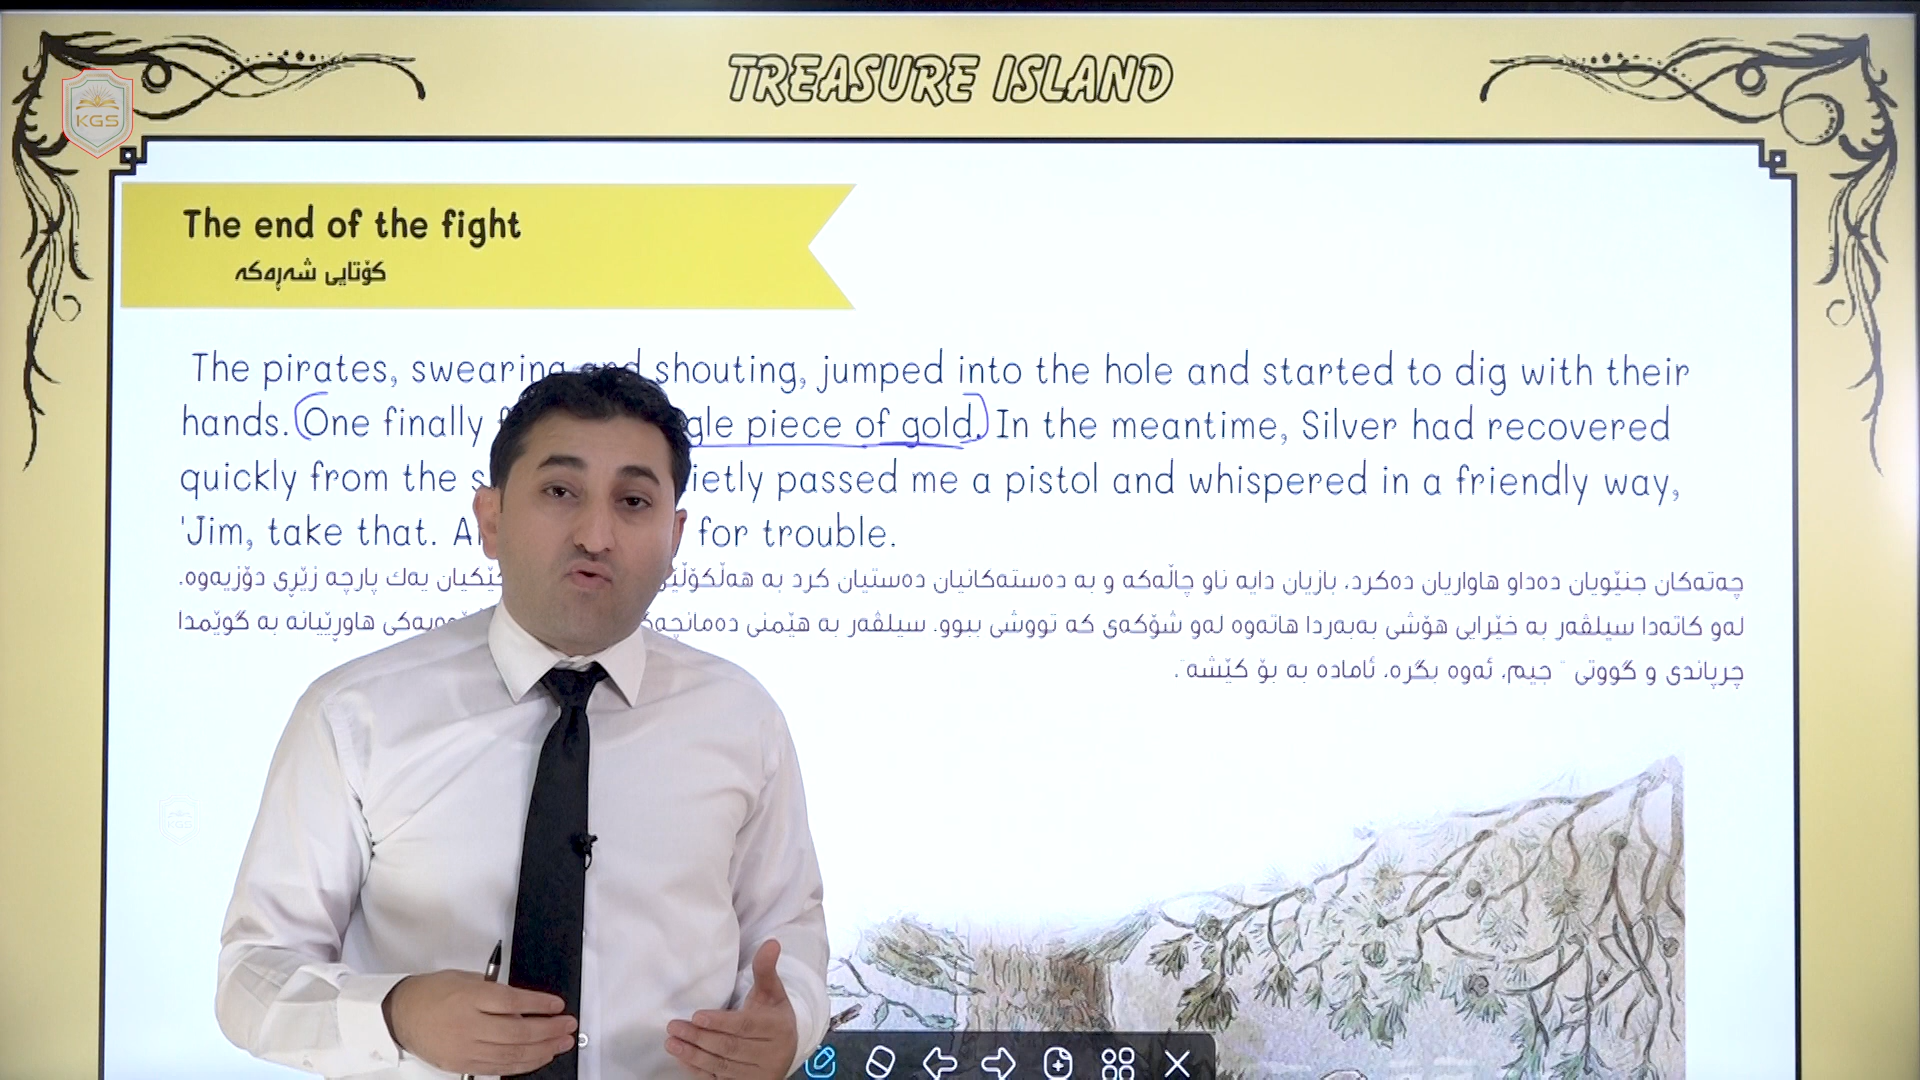 TREASURE ISLAND
KGS
The end of the fight
کۆتایی شەڕەکە
The pirates, swearing and shouting, jumped into the hole and started to dig with their
hands. One finally gle piece of gold. In the meantime, Silver had recovered
quickly from the ietly passed me a pistol and whispered in a friendly way,
'Jim, take that. for trouble.
چەتەکان جنێویان دەداو هاواریان دەکرد، بازیان دایە ناو چاڵەکە و بە دەستەکانیان دەستیان کرد بە یەك پارچە زێڕی دۆزیەوە.
لەو کاتەدا سیلڤەر بە خێرایی هۆشی بەبەردا هاتەوە لەو شۆکەی کە تووشی ببوو. سیلڤەر بە هێمنی هاوڕێیانە بە گوێمدا
چرپاندی و گووتی " جیم، ئەوە بگرە، ئامادە بە بۆ کێشە".
KGS